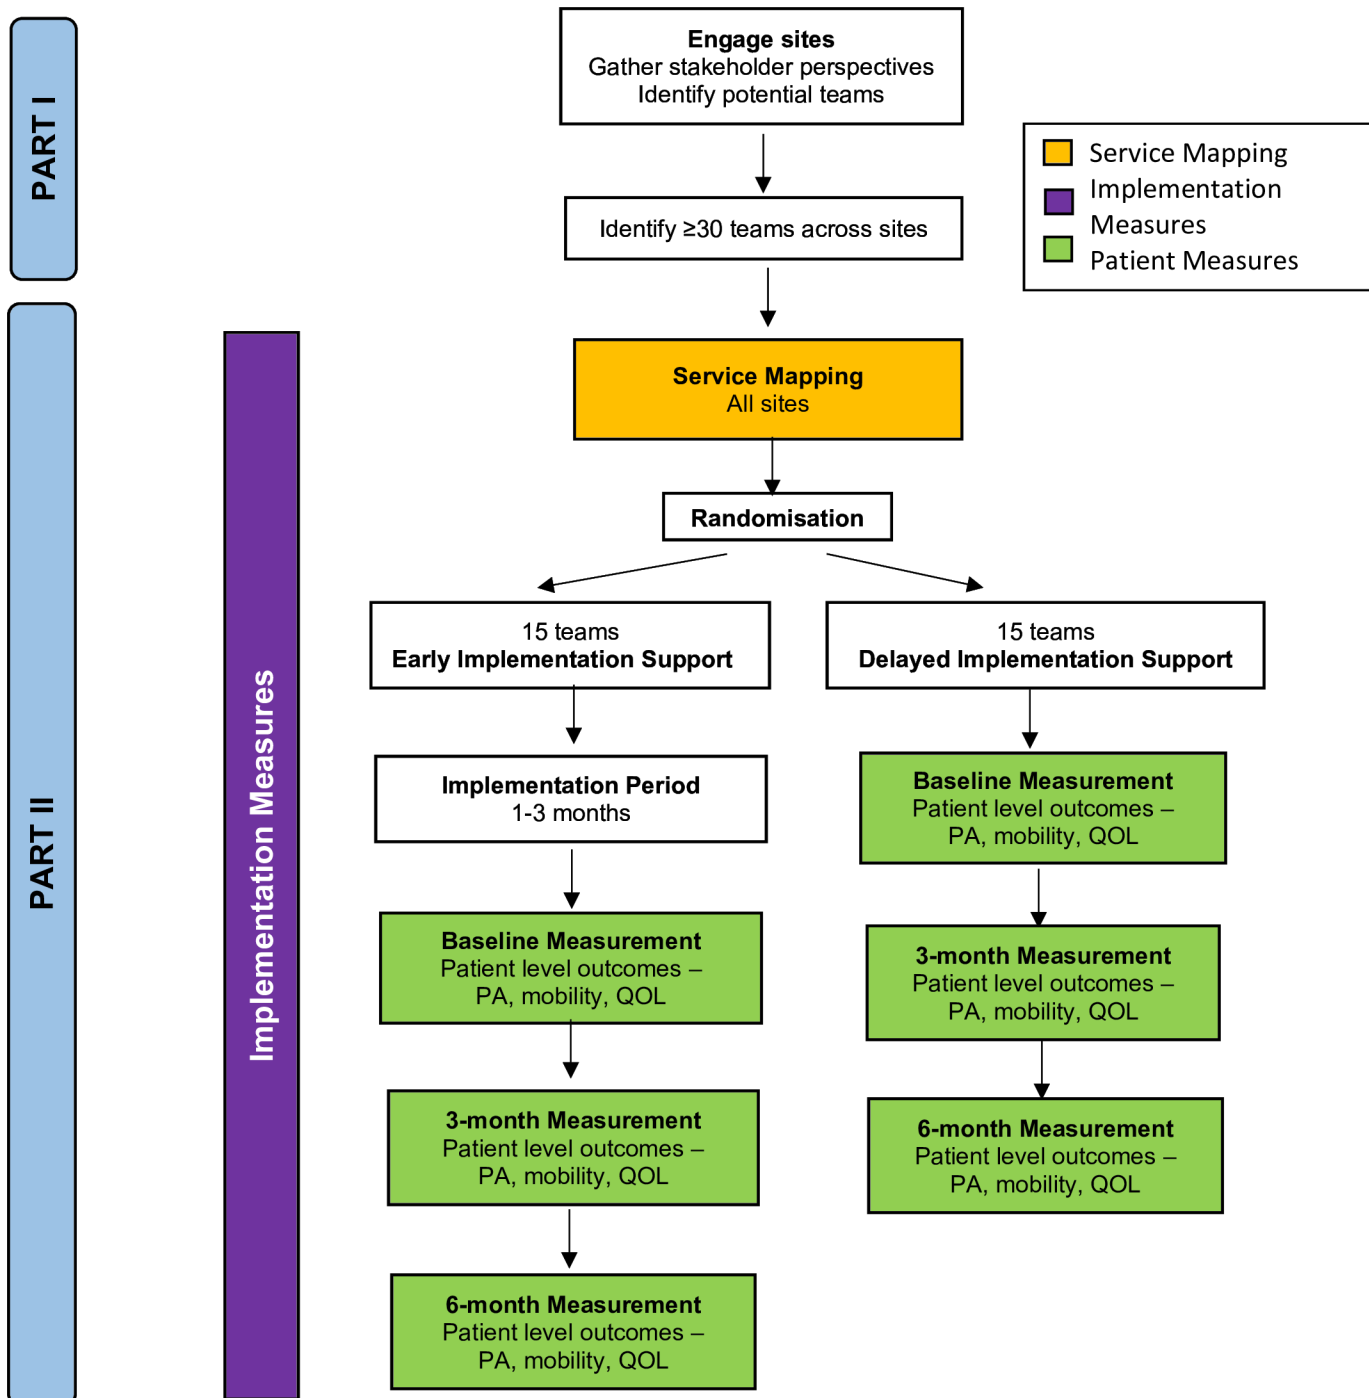 PART I
Engage sites
Gather stakeholder perspectives
Identify potential teams
Identify ≥30 teams across sites
Service Mapping
Implementation
Measures
Patient Measures
PART II
Implementation Measures
Service Mapping
All sites
Randomisation
15 teams
Early Implementation Support
15 teams
Delayed Implementation Support
Implementation Period
1-3 months
Baseline Measurement
Patient level outcomes –
PA, mobility, QOL
3-month Measurement
Patient level outcomes –
PA, mobility, QOL
6-month Measurement
Patient level outcomes –
PA, mobility, QOL
Baseline Measurement
Patient level outcomes –
PA, mobility, QOL
3-month Measurement
Patient level outcomes –
PA, mobility, QOL
6-month Measurement
Patient level outcomes –
PA, mobility, QOL